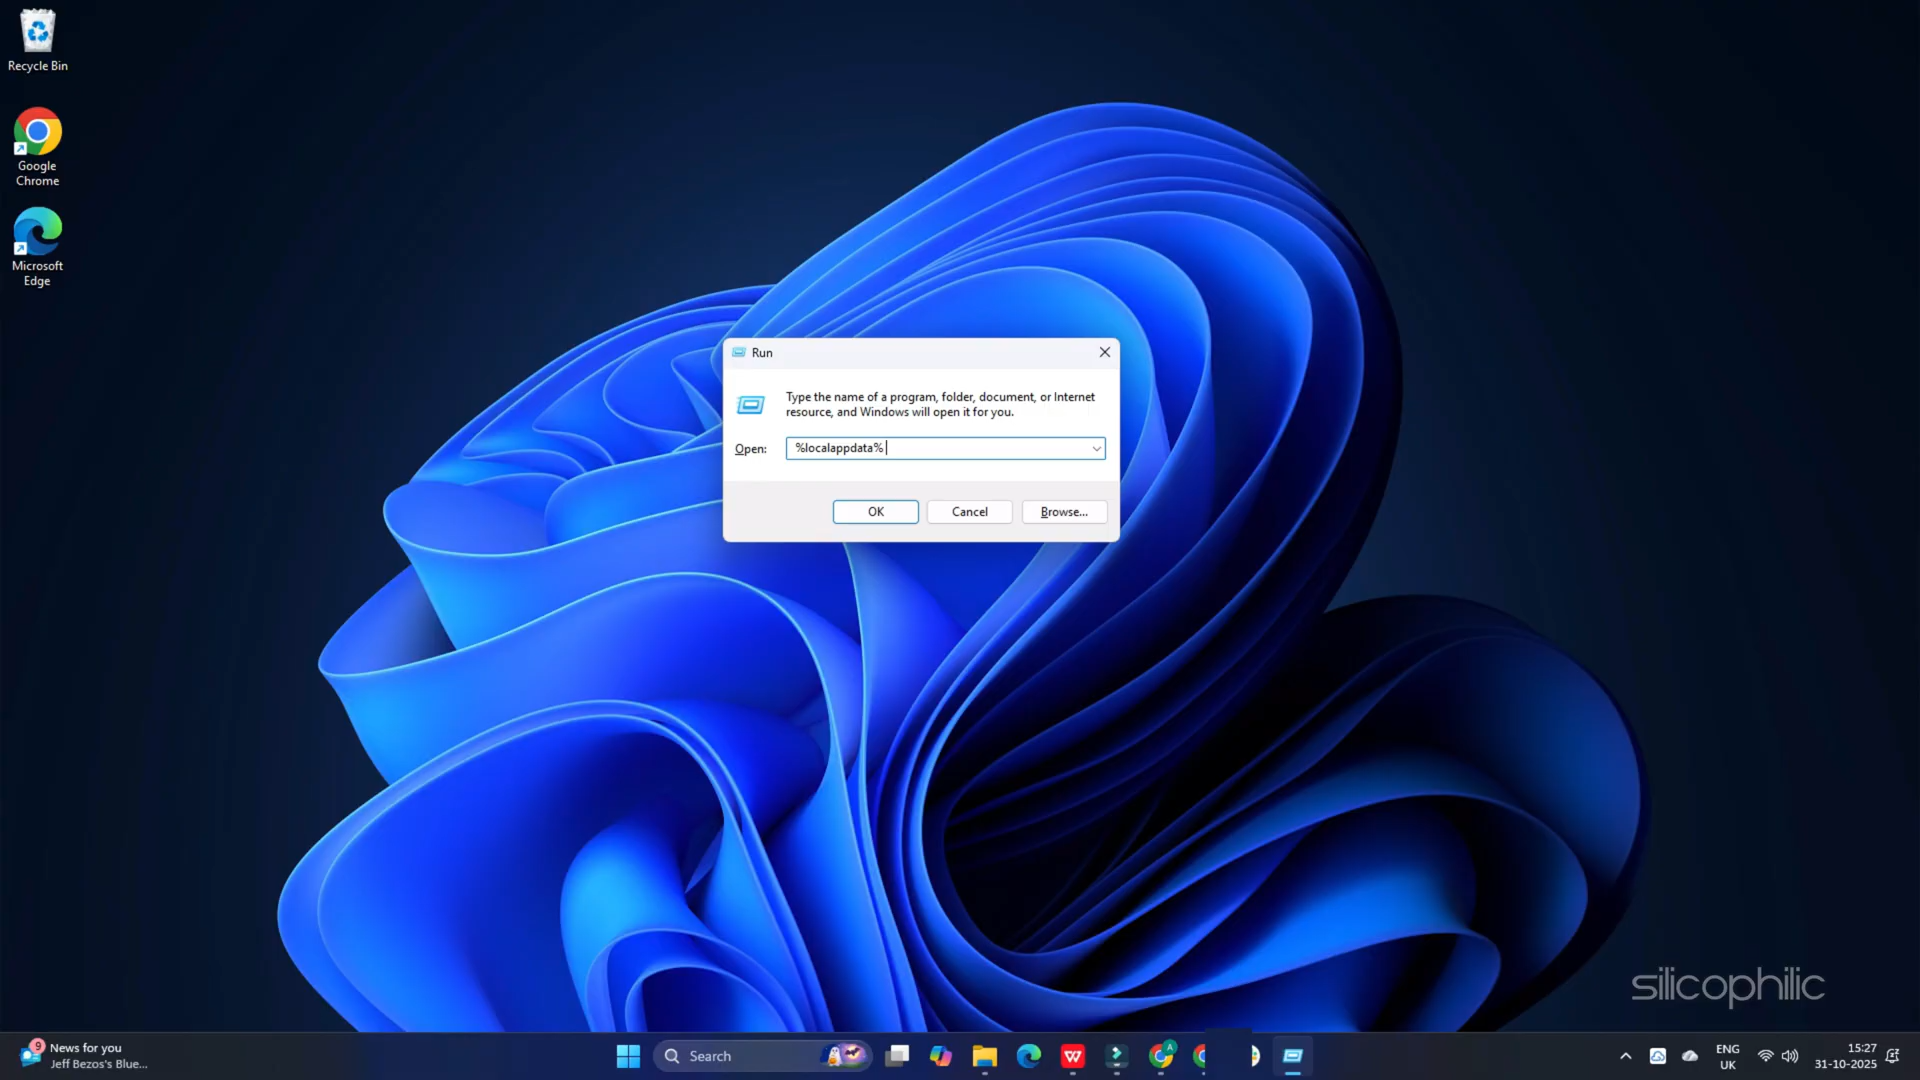 Recycle Bin
Google
Chrome
Microsoft
Edge
Run
Type the name of a program, folder, document, or Internet
resource, and Windows will open it for you.
Open:
%localappdata%
OK
Cancel
Browse...
silicophilic
9
News for you
Jeff Bezos's Blue...
Search
A
ENG
UK
15:27
31-10-2025